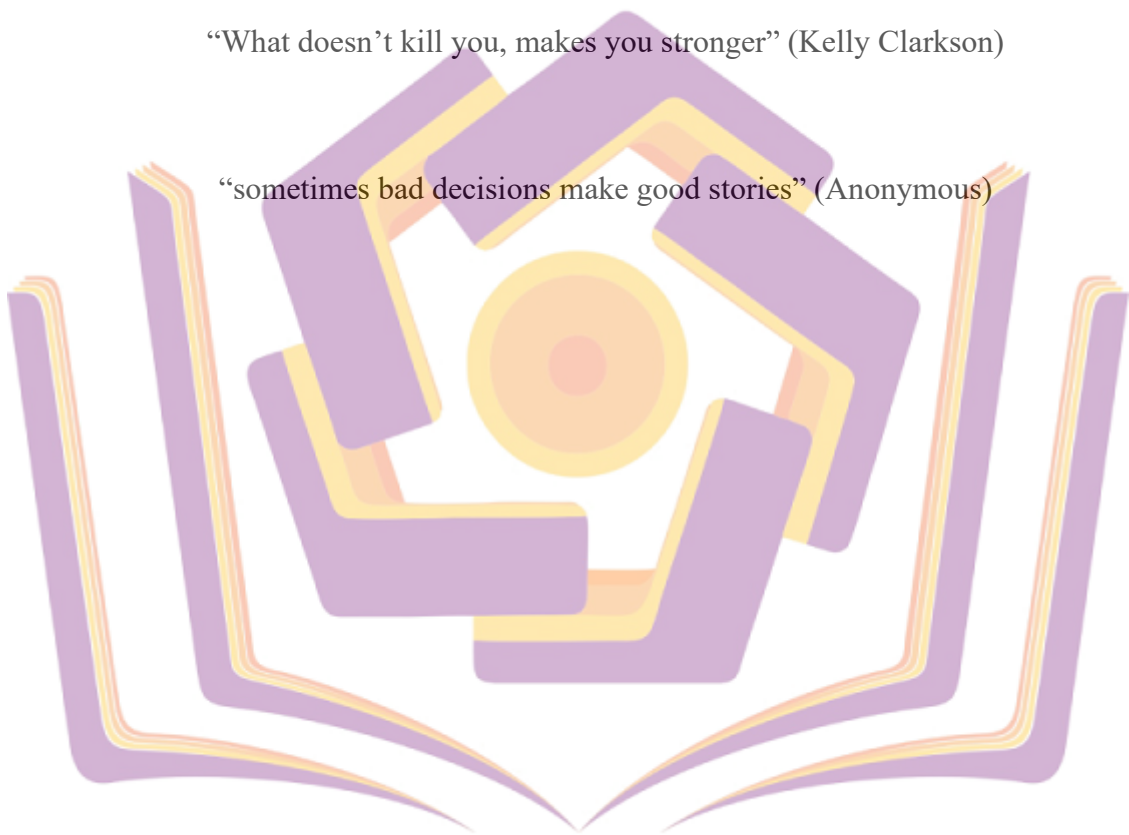 “What doesn’t kill you, makes you stronger” (Kelly Clarkson)
“sometimes bad decisions make good stories” (Anonymous)